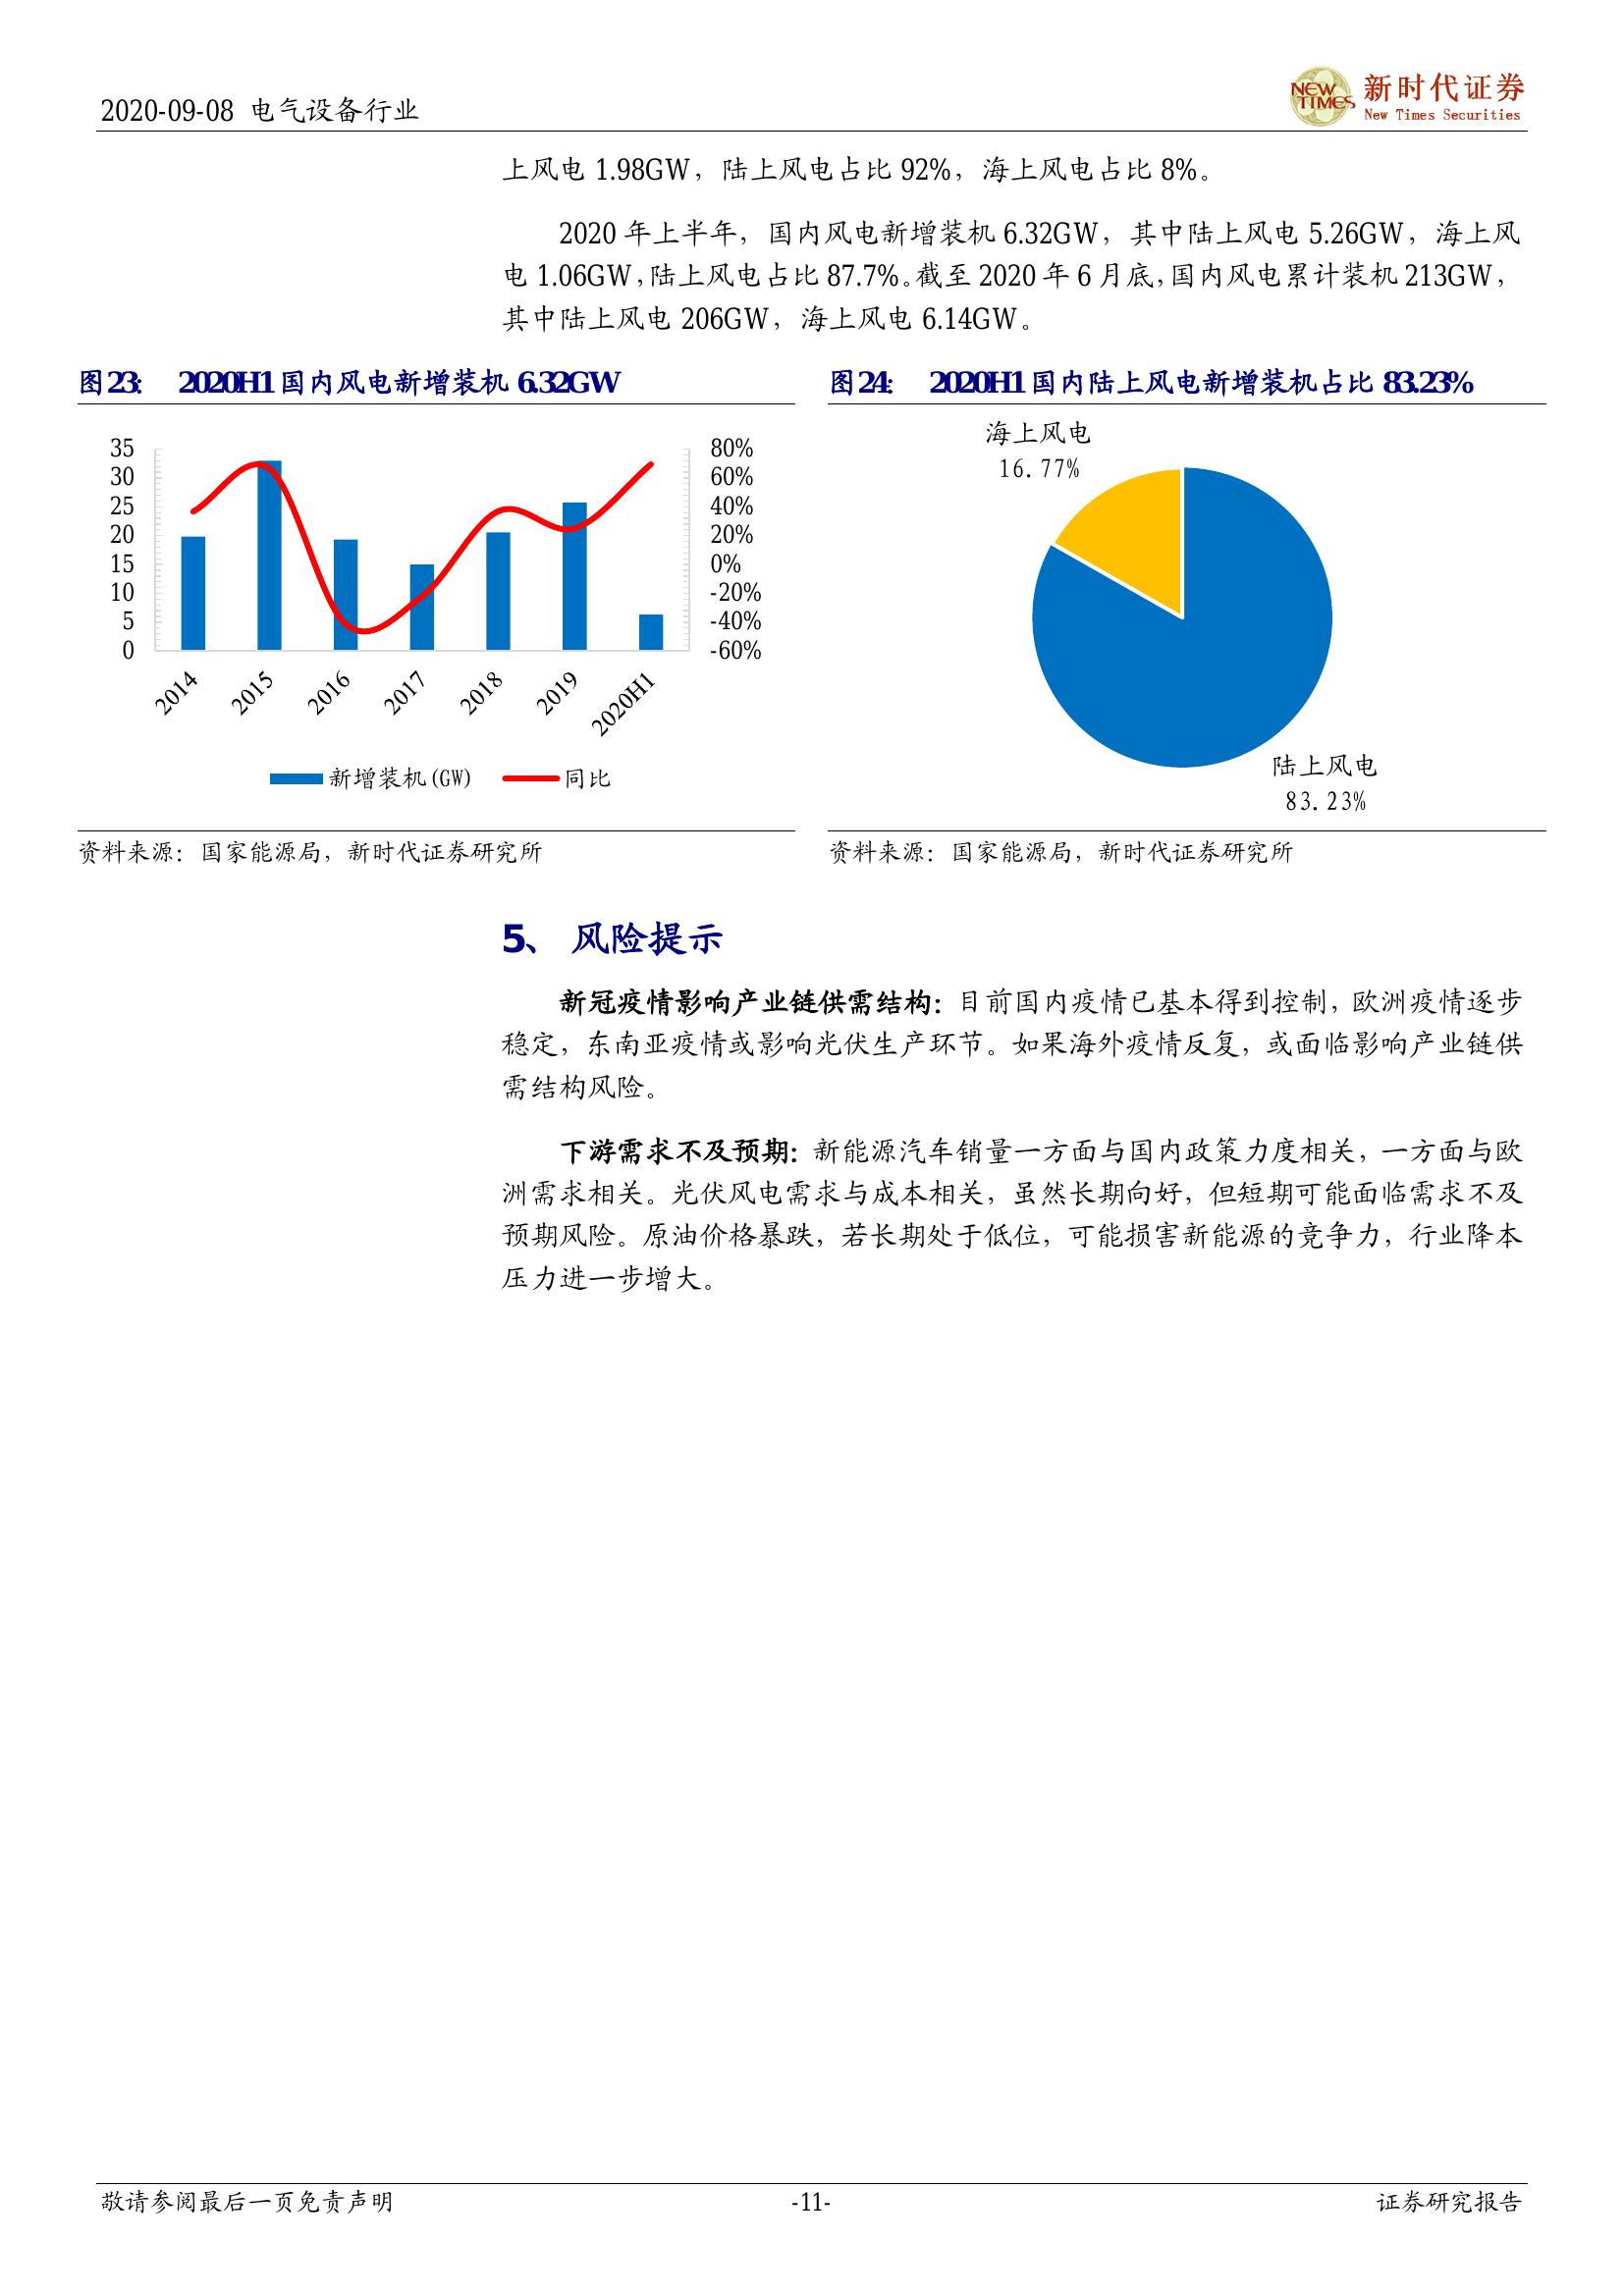 2020-09-08 电气设备行业
NEW TIMES
新时代证券
New Times Securities
上风电 1.98GW，陆上风电占比 92%，海上风电占比 8%。
2020 年上半年，国内风电新增装机 6.32GW，其中陆上风电 5.26GW，海上风
电 1.06GW，陆上风电占比 87.7%。截至 2020 年 6 月底，国内风电累计装机 213GW，
其中陆上风电 206GW，海上风电 6.14GW。
图23： 2020H1 国内风电新增装机 6.32GW
35
30
25
20
15
10
5
0
80%
60%
40%
20%
0%
-20%
-40%
-60%
2014
2015
2016
2017
2018
2019
2020H1
新增装机(GW)
同比
资料来源：国家能源局，新时代证券研究所
图24： 2020H1 国内陆上风电新增装机占比 83.23%
海上风电
16.77%
陆上风电
83.23%
资料来源：国家能源局，新时代证券研究所
5、 风险提示
新冠疫情影响产业链供需结构：目前国内疫情已基本得到控制，欧洲疫情逐步
稳定，东南亚疫情或影响光伏生产环节。如果海外疫情反复，或面临影响产业链供
需结构风险。
下游需求不及预期：新能源汽车销量一方面与国内政策力度相关，一方面与欧
洲需求相关。光伏风电需求与成本相关，虽然长期向好，但短期可能面临需求不及
预期风险。原油价格暴跌，若长期处于低位，可能损害新能源的竞争力，行业降本
压力进一步增大。
敬请参阅最后一页免责声明
-11-
证券研究报告